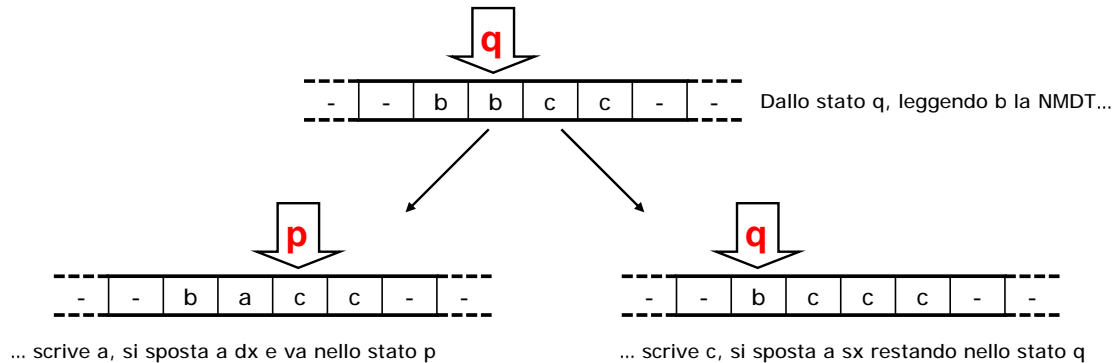 q
- - b b c c - - Dallo stato q, leggendo b la NMDT...
p q
- - b a c c - - - - b c c c - -
... scrive a, si sposta a dx e va nello stato p ... scrive c, si sposta a sx restando nello stato q